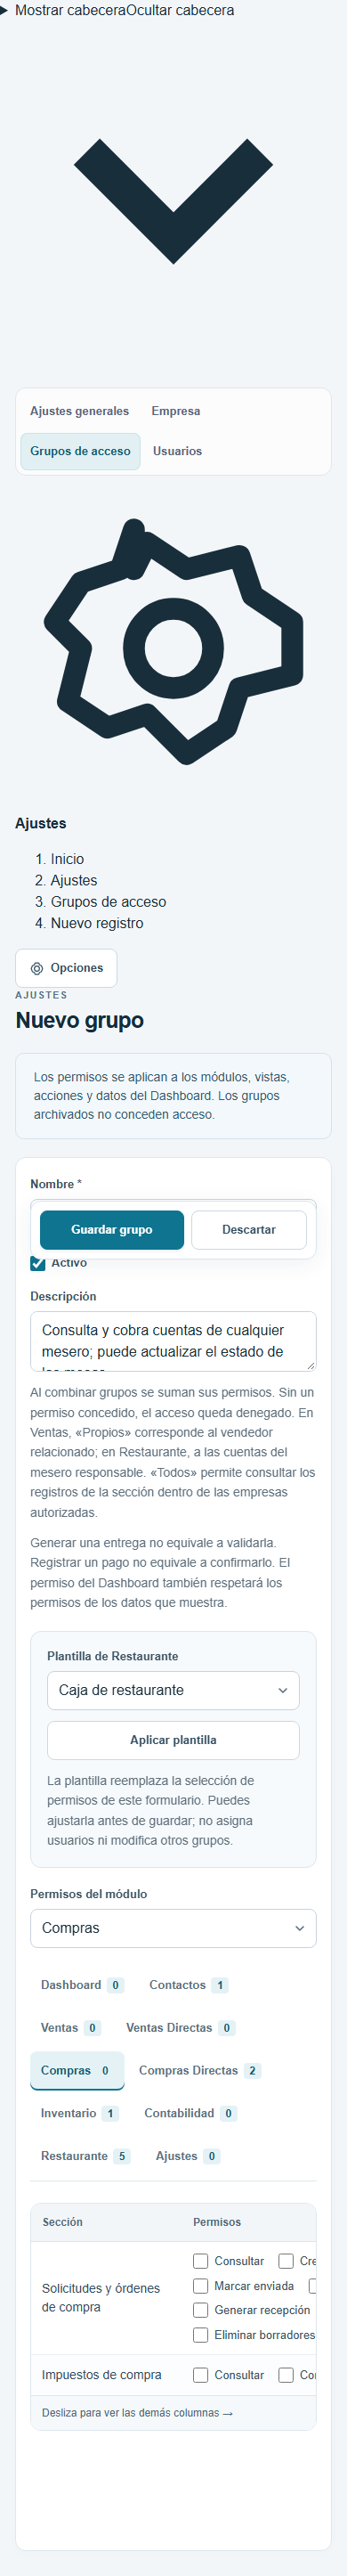 Mostrar cabeceraOcultar cabecera
Ajustes generales Empresa
Grupos de acceso Usuarios
Ajustes
1. Inicio
2. Ajustes
3. Grupos de acceso
4. Nuevo registro
Opciones
AJUSTES
Nuevo grupo
Los permisos se aplican a los módulos, vistas,
acciones y datos del Dashboard. Los grupos
archivados no conceden acceso.
Nombre *
Guardar grupo Descartar
Activo
Descripción
Consulta y cobra cuentas de cualquier
mesero; puede actualizar el estado de
Al combinar grupos se suman sus permisos. Sin un
permiso concedido, el acceso queda denegado. En
Ventas, «Propios» corresponde al vendedor
relacionado; en Restaurante, a las cuentas del
mesero responsable. «Todos» permite consultar los
registros de la sección dentro de las empresas
autorizadas.
Generar una entrega no equivale a validarla.
Registrar un pago no equivale a confirmarlo. El
permiso del Dashboard también respetará los
permisos de los datos que muestra.
Plantilla de Restaurante
Caja de restaurante
Aplicar plantilla
La plantilla reemplaza la selección de
permisos de este formulario. Puedes
ajustarla antes de guardar; no asigna
usuarios ni modifica otros grupos.
Permisos del módulo
Compras
Dashboard 0 Contactos 1
Ventas 0 Ventas Directas 0
Compras 0 Compras Directas 2
Inventario 1 Contabilidad 0
Restaurante 5 Ajustes 0
Sección Permisos
Solicitudes y órdenes
de compra
Consultar Cre
Marcar enviada
Generar recepción
Eliminar borradores
Impuestos de compra Consultar Co
Desliza para ver las demás columnas →